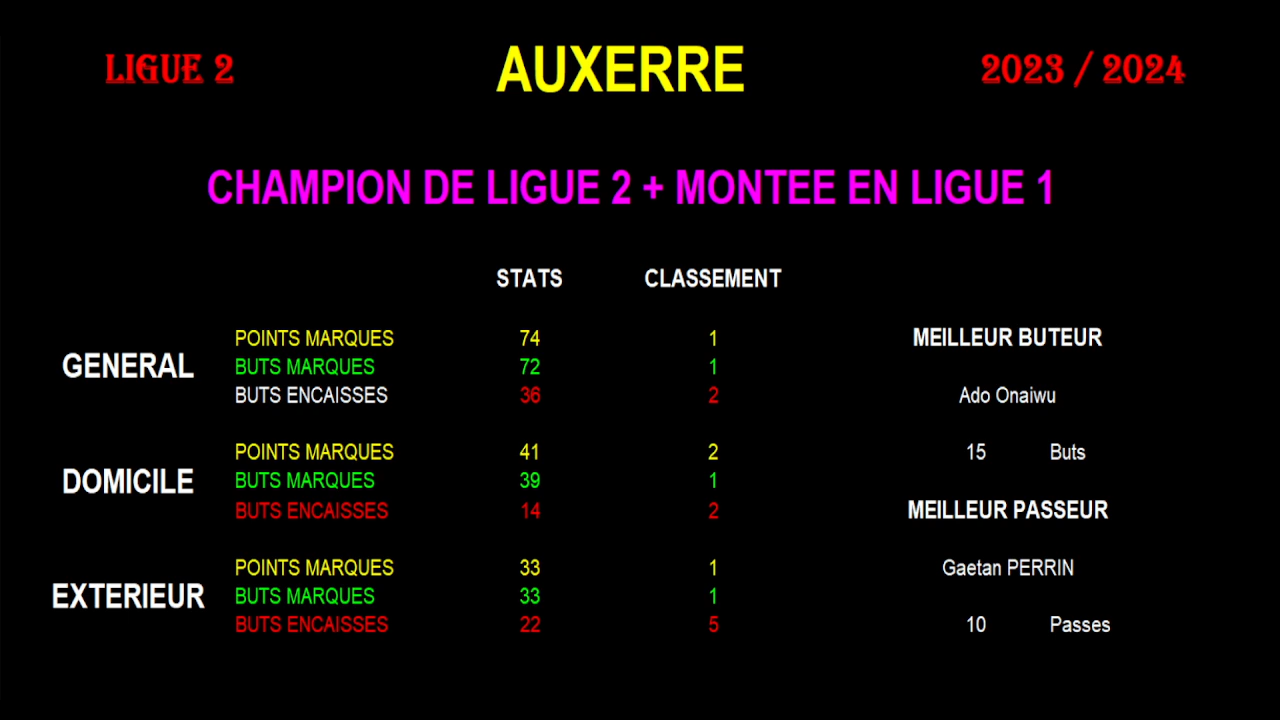 LIGUE 2 AUXERRE 2023 / 2024
CHAMPION DE LIGUE 2 + MONTEE EN LIGUE 1
STATS CLASSEMENT
GENERAL
POINTS MARQUES 74 1
BUTS MARQUES 72 1
BUTS ENCAISSES 36 2
DOMICILE
POINTS MARQUES 41 2
BUTS MARQUES 39 1
BUTS ENCAISSES 14 2
EXTERIEUR
POINTS MARQUES 33 1
BUTS MARQUES 33 1
BUTS ENCAISSES 22 5
MEILLEUR BUTEUR
Ado Onaiwu
15 Buts
MEILLEUR PASSEUR
Gaetan PERRIN
10 Passes